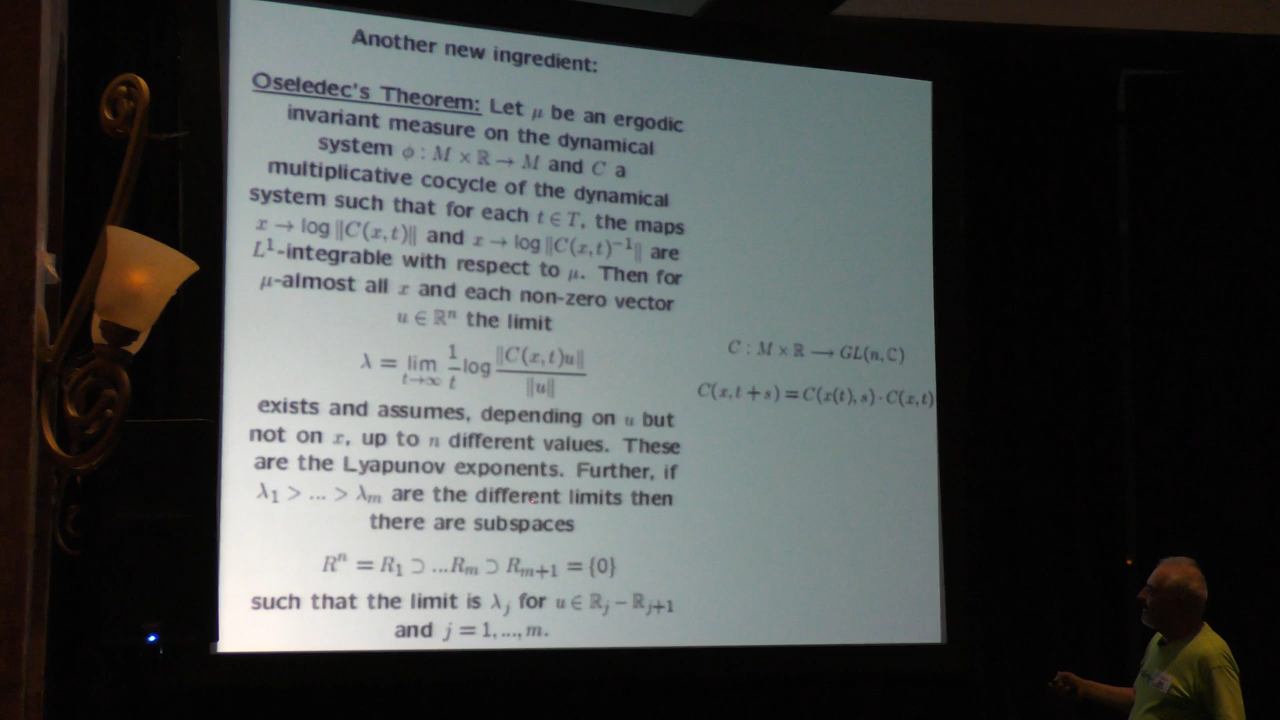 Another new ingredient:
Oseledec's Theorem: Let μ be an ergodic
invariant measure on the dynamical
system ϕ : M × ℝ → M and C a
multiplicative cocycle of the dynamical
system such that for each t ∈ T, the maps
x → log ‖C(x,t)‖ and x → log ‖C(x,t)⁻¹‖ are
L¹-integrable with respect to μ. Then for
μ-almost all x and each non-zero vector
u ∈ ℝⁿ the limit
λ = lim_{t→∞} 1/t log ‖C(x,t)u‖/‖u‖
exists and assumes, depending on u but
not on x, up to n different values. These
are the Lyapunov exponents. Further, if
λ₁ > ... > λₘ are the different limits then
there are subspaces
Rⁿ = R₁ ⊃ ...Rₘ ⊃ Rₘ₊₁ = {0}
such that the limit is λⱼ for u ∈ ℝⱼ − ℝⱼ₊₁
and j = 1, ..., m.
C : M × ℝ ⟶ GL(n, ℂ)
C(x, t + s) = C(x(t), s) · C(x, t)